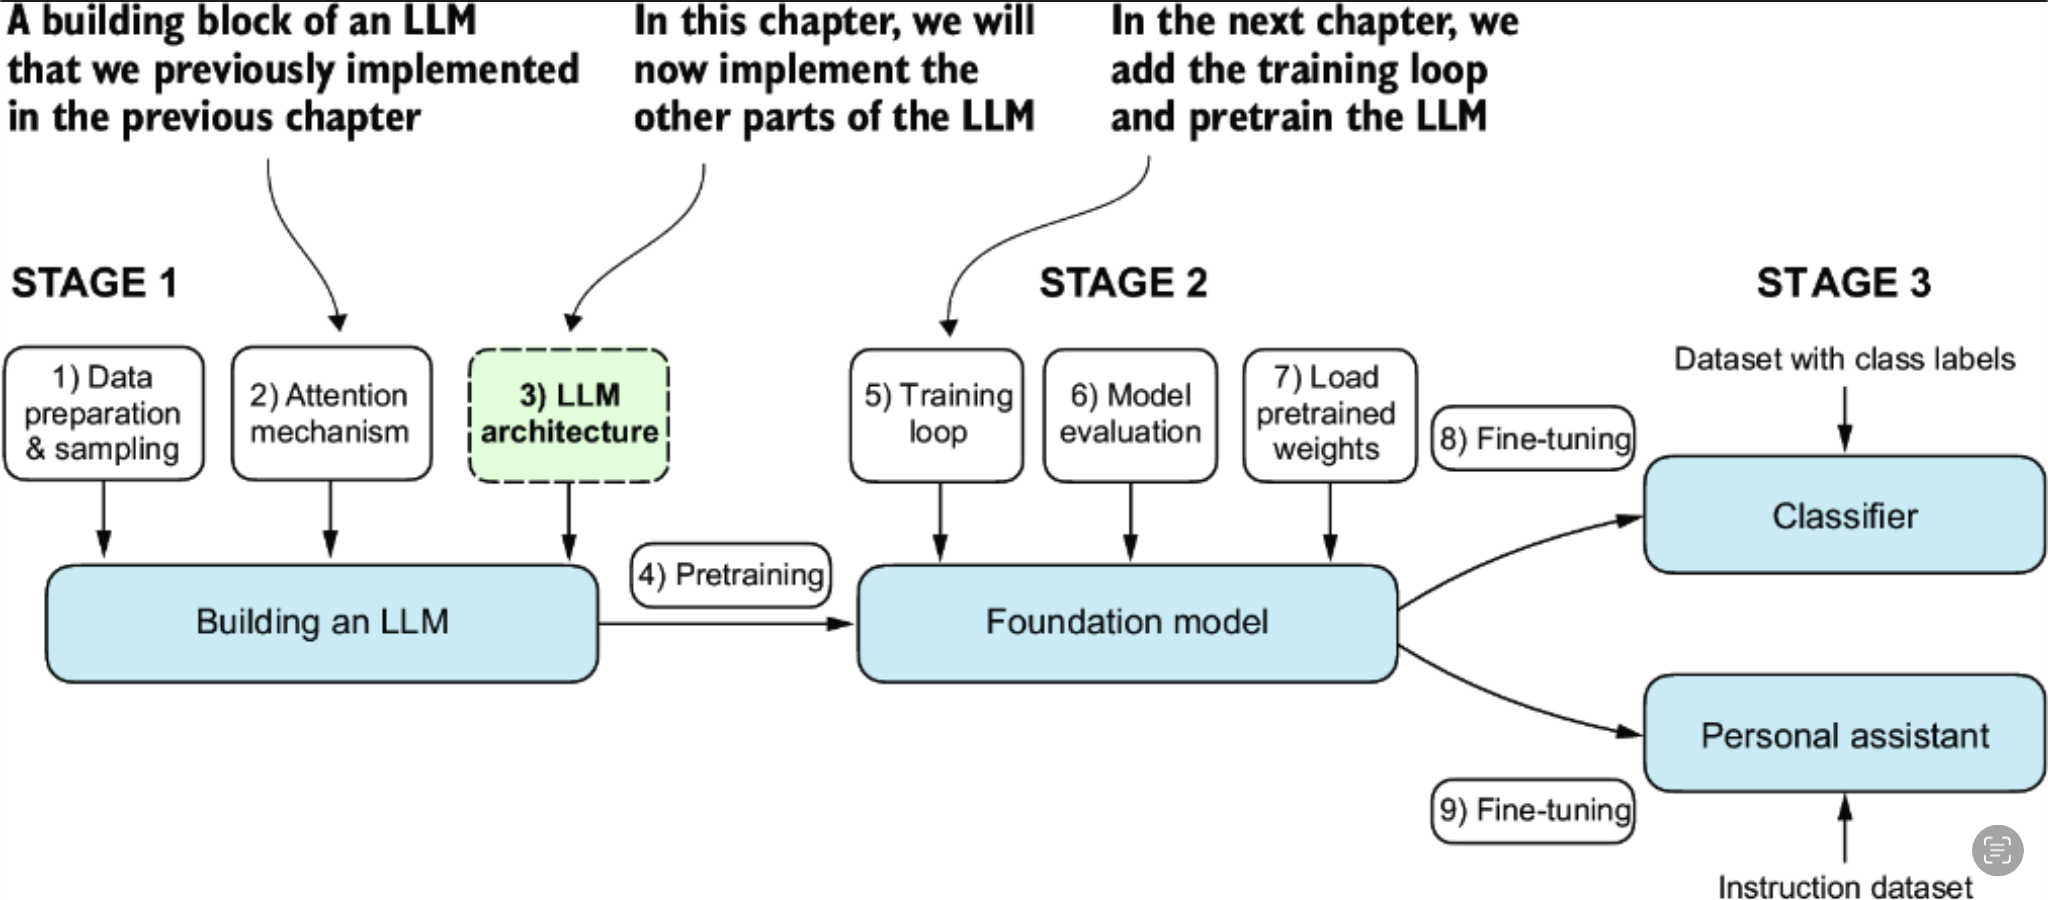 A building block of an LLM
that we previously implemented
in the previous chapter
In this chapter, we will
now implement the
other parts of the LLM
In the next chapter, we
add the training loop
and pretrain the LLM
STAGE 1
STAGE 2
STAGE 3
1) Data
preparation
& sampling
2) Attention
mechanism
3) LLM
architecture
Building an LLM
4) Pretraining
5) Training
loop
6) Model
evaluation
7) Load
pretrained
weights
Foundation model
8) Fine-tuning
Dataset with class labels
Classifier
Personal assistant
9) Fine-tuning
Instruction dataset